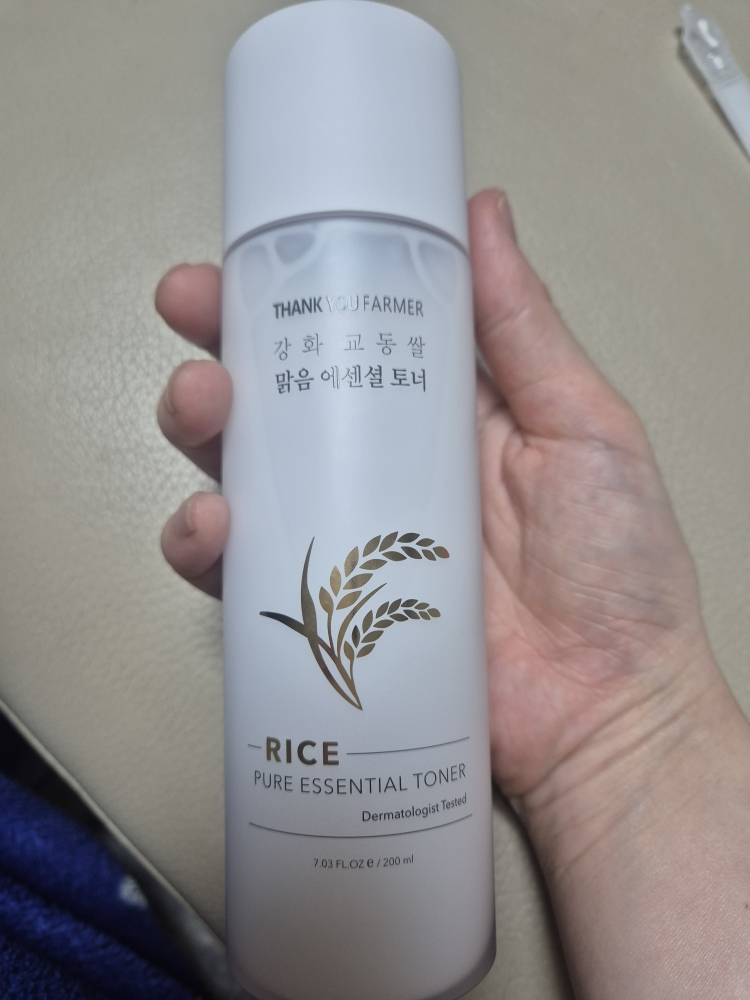 THANK YOU FARMER
강화 교동쌀
맑음 에센셜 토너
RICE
PURE ESSENTIAL TONER
Dermatologist Tested
7.03 FL.OZ e / 200 ml